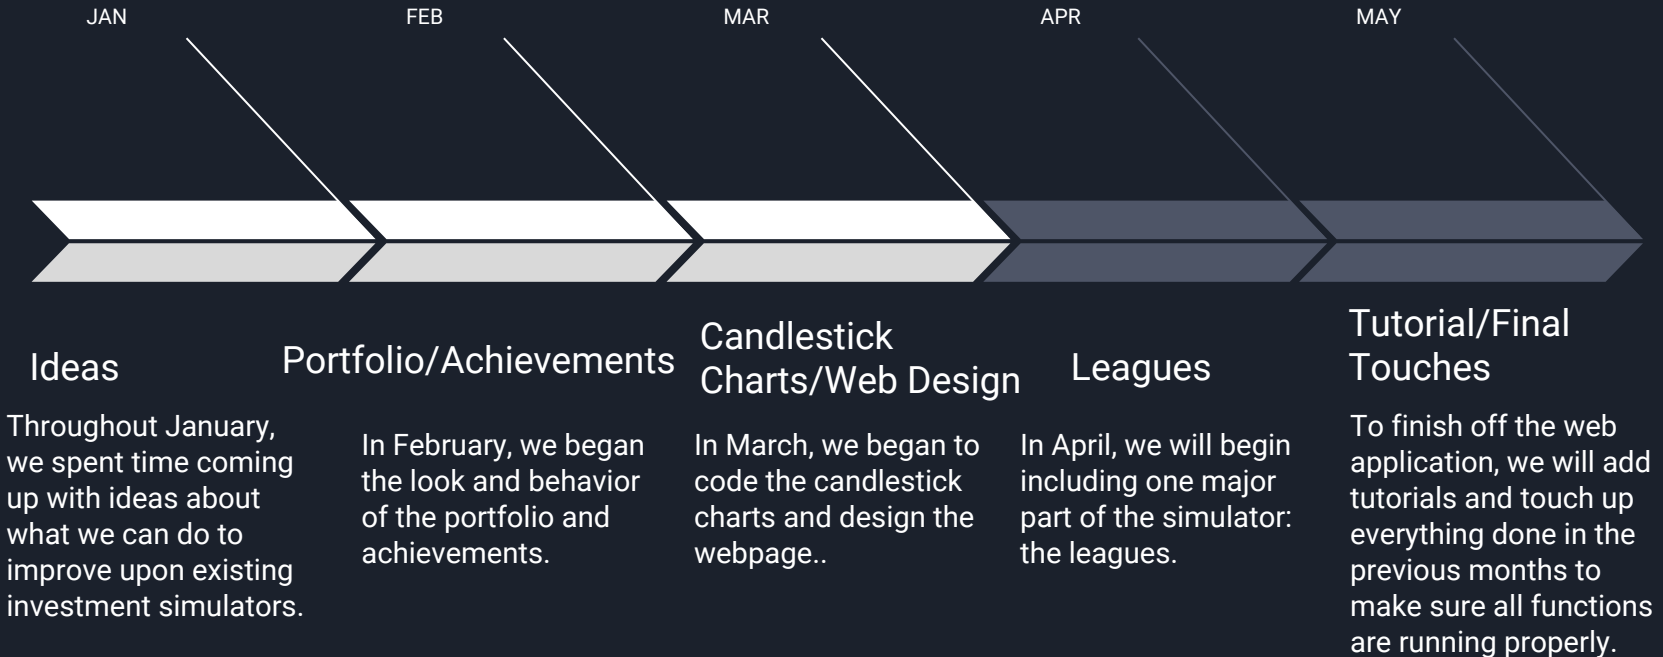 JAN
FEB
MAR
APR
MAY
Ideas
Throughout January,
we spent time coming
up with ideas about
what we can do to
improve upon existing
investment simulators.
Portfolio/Achievements
In February, we began
the look and behavior
of the portfolio and
achievements.
Candlestick
Charts/Web Design
In March, we began to
code the candlestick
charts and design the
webpage..
Leagues
In April, we will begin
including one major
part of the simulator:
the leagues.
Tutorial/Final
Touches
To finish off the web
application, we will add
tutorials and touch up
everything done in the
previous months to
make sure all functions
are running properly.